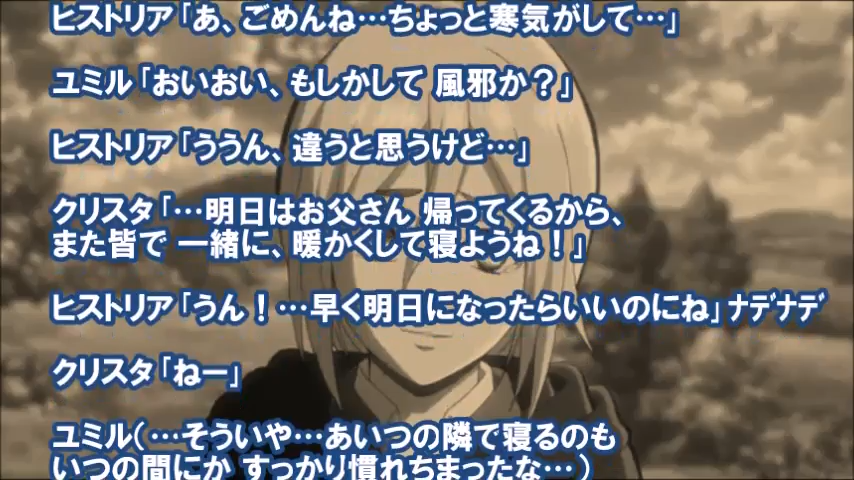 ヒストリア「あ、ごめんね…ちょっと寒気がして…」
ユミル「おいおい、もしかして 風邪か？」
ヒストリア「ううん、違うと思うけど…」
クリスタ「…明日はお父さん 帰ってくるから、
また皆で 一緒に、暖かくして寝ようね！」
ヒストリア「うん！…早く明日になったらいいのにね」ﾅﾃﾞﾅﾃﾞ
クリスタ「ねー」
ユミル（…そういや…あいつの隣で寝るのも
いつの間にか すっかり慣れちまったな…）